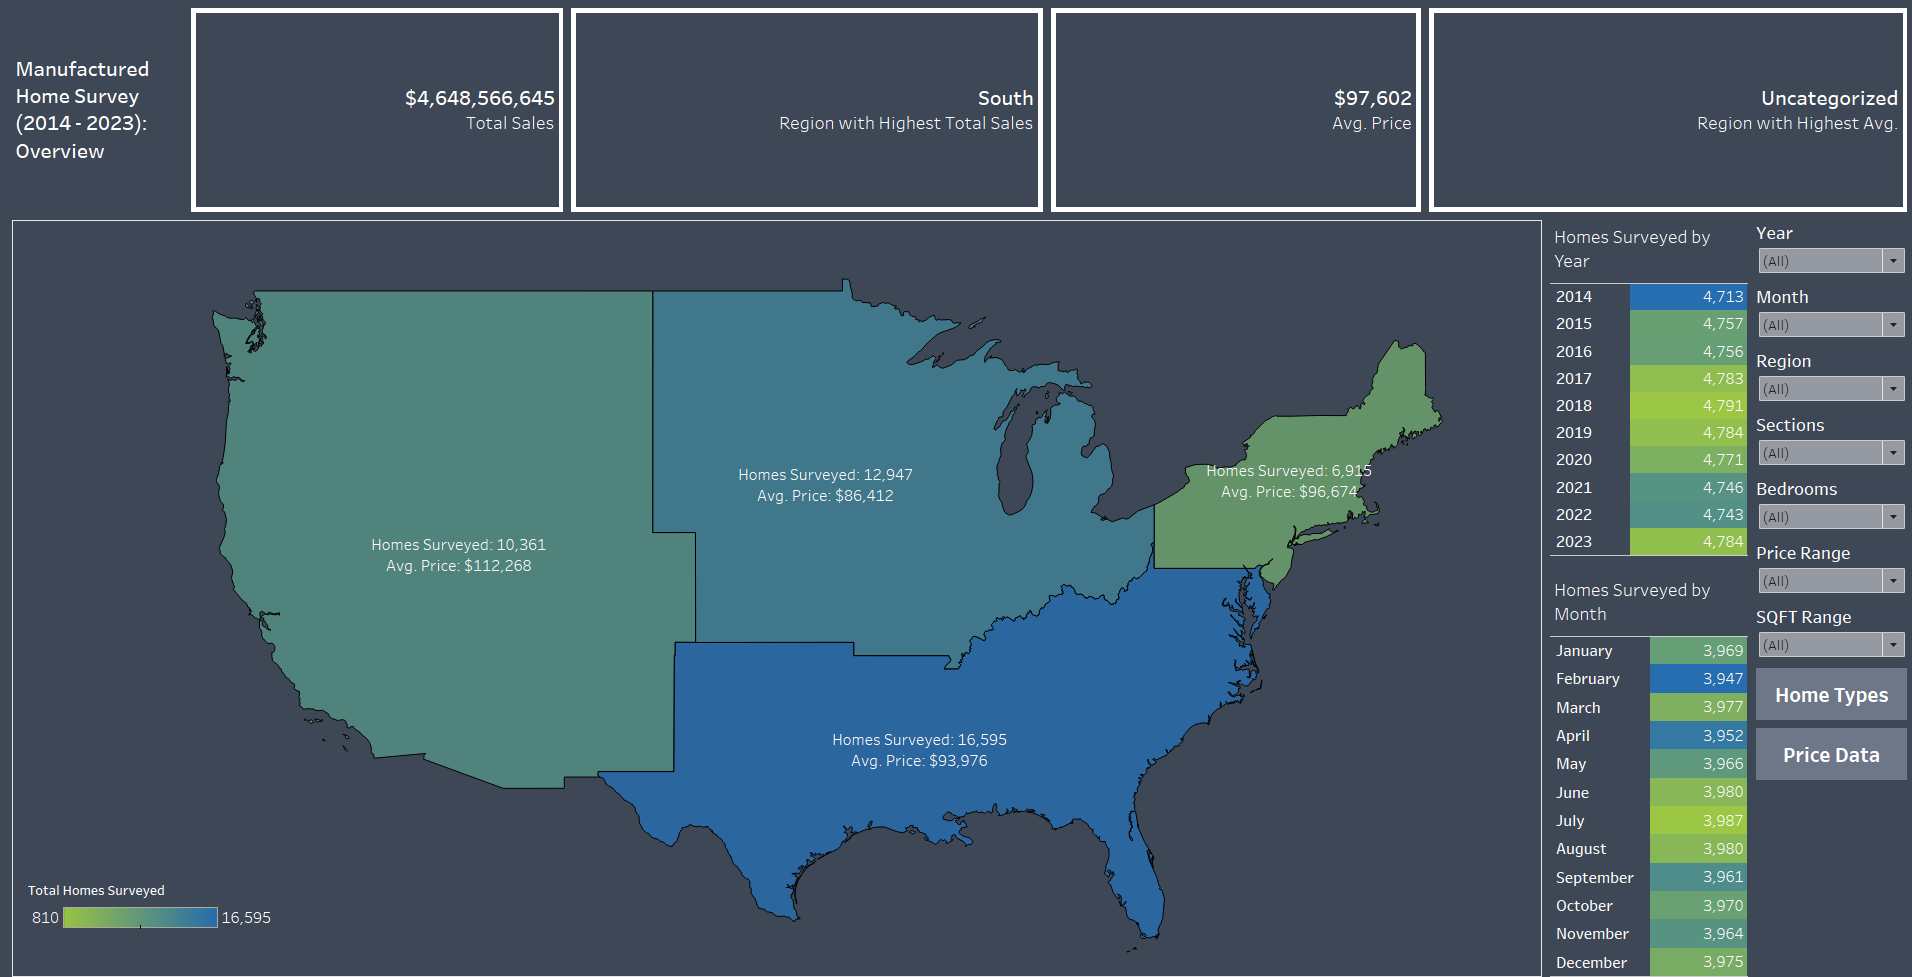 Manufactured
Home Survey
(2014 - 2023):
Overview
$4,648,566,645
Total Sales
South
Region with Highest Total Sales
$97,602
Avg. Price
Uncategorized
Region with Highest Avg.
Homes Surveyed: 10,361
Avg. Price: $112,268
Homes Surveyed: 12,947
Avg. Price: $86,412
Homes Surveyed: 6,915
Avg. Price: $96,674
Homes Surveyed: 16,595
Avg. Price: $93,976
Total Homes Surveyed
810 16,595
Homes Surveyed by
Year
2014 4,713
2015 4,757
2016 4,756
2017 4,783
2018 4,791
2019 4,784
2020 4,771
2021 4,746
2022 4,743
2023 4,784
Homes Surveyed by
Month
January 3,969
February 3,947
March 3,977
April 3,952
May 3,966
June 3,980
July 3,987
August 3,980
September 3,961
October 3,970
November 3,964
December 3,975
Year
(All)
Month
(All)
Region
(All)
Sections
(All)
Bedrooms
(All)
Price Range
(All)
SQFT Range
(All)
Home Types
Price Data